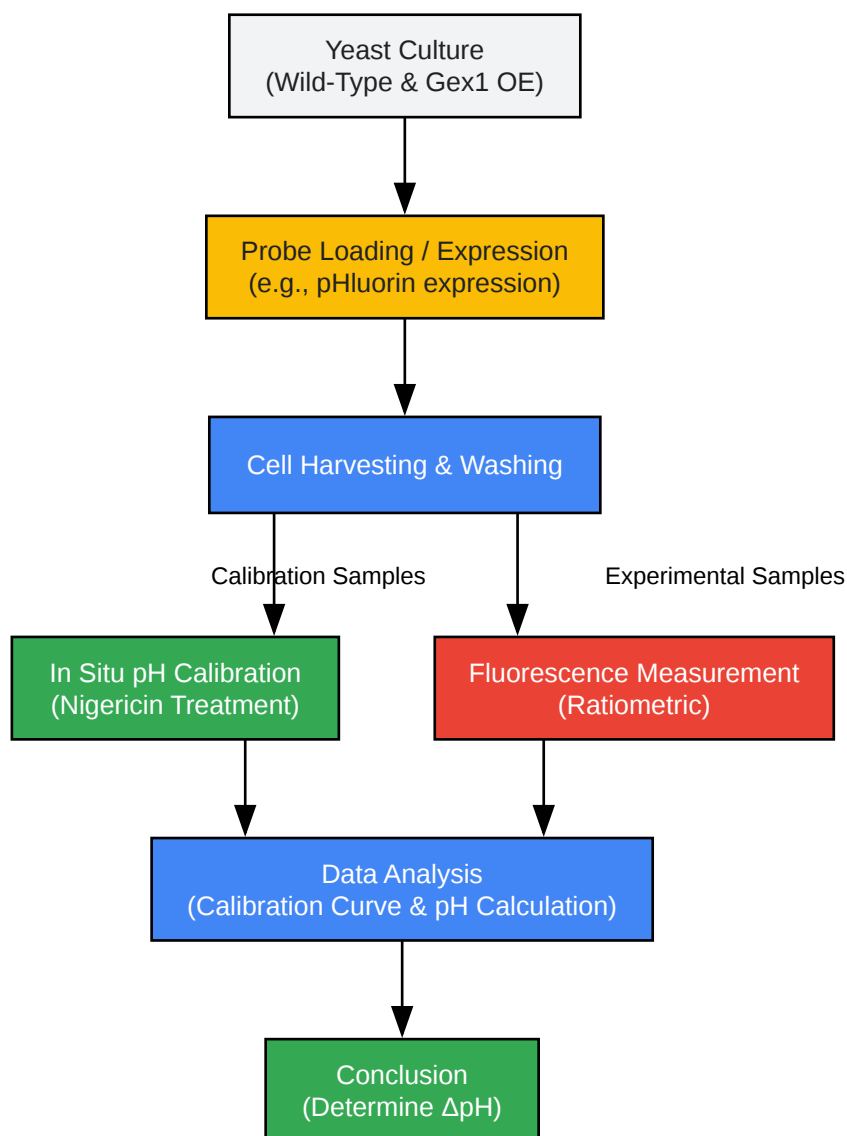 Yeast Culture
(Wild-Type & Gex1 OE)
Probe Loading / Expression
(e.g., pHluorin expression)
Cell Harvesting & Washing
Calibration Samples
Experimental Samples
In Situ pH Calibration
(Nigericin Treatment)
Fluorescence Measurement
(Ratiometric)
Data Analysis
(Calibration Curve & pH Calculation)
Conclusion
(Determine ΔpH)